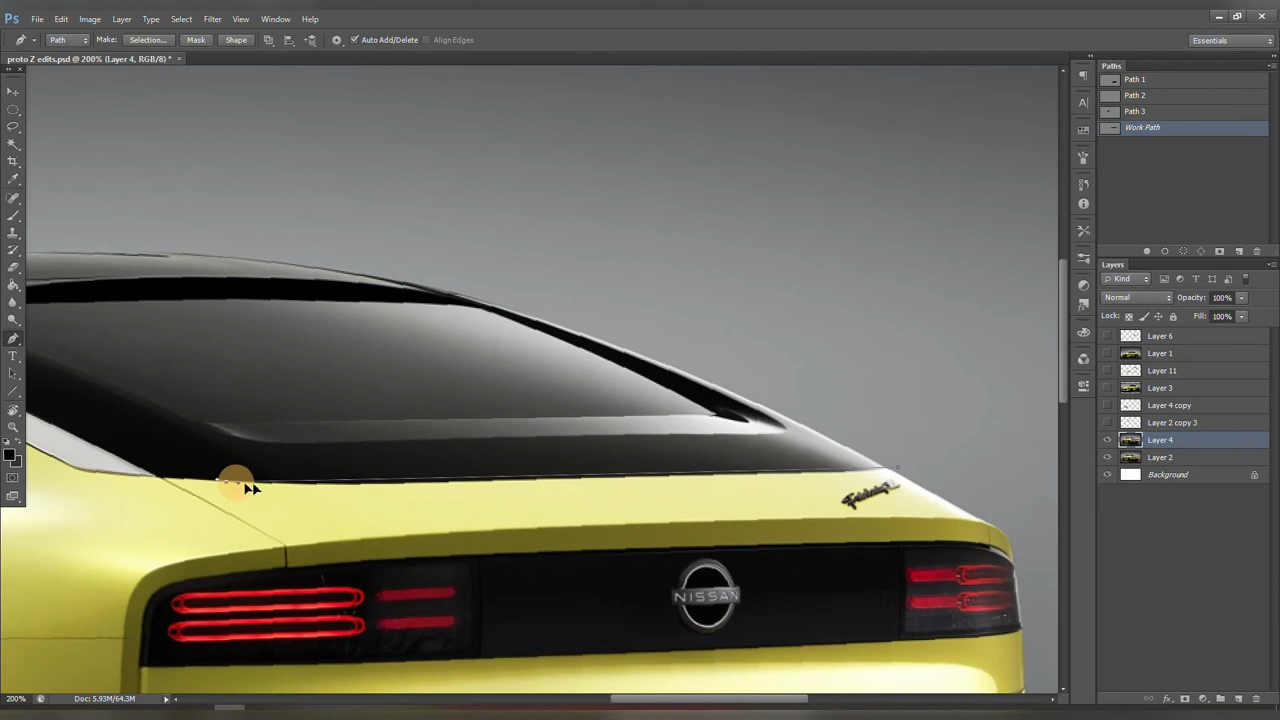 Ps File Edit Image Layer Type Select Filter View Window Help
Path Make: Selection... Mask Shape Auto Add/Delete Align Edges Essentials
proto Z edits.psd @ 200% (Layer 4, RGB/8) *
Paths
Path 1
Path 2
Path 3
Work Path
Layers
Kind
Normal Opacity: 100%
Lock: Fill: 100%
Layer 6
Layer 1
Layer 11
Layer 3
Layer 4 copy
Layer 2 copy 3
Layer 4
Layer 2
Background
NISSAN
200% Doc: 5.93M/64.3M